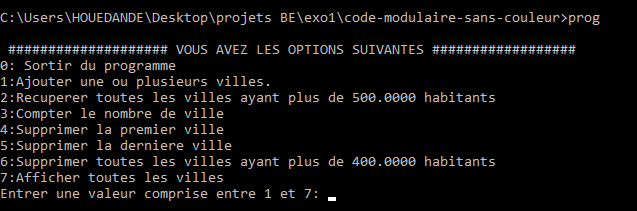 C:\Users\HOUEDANDE\Desktop\projets BE\exo1\code-modulaire-sans-couleur>prog
#################### VOUS AVEZ LES OPTIONS SUIVANTES ##################
0: Sortir du programme
1:Ajouter une ou plusieurs villes.
2:Recuperer toutes les villes ayant plus de 500.0000 habitants
3:Compter le nombre de ville
4:Supprimer la premier ville
5:Supprimer la derniere ville
6:Supprimer toutes les villes ayant plus de 400.0000 habitants
7:Afficher toutes les villes
Entrer une valeur comprise entre 1 et 7: _